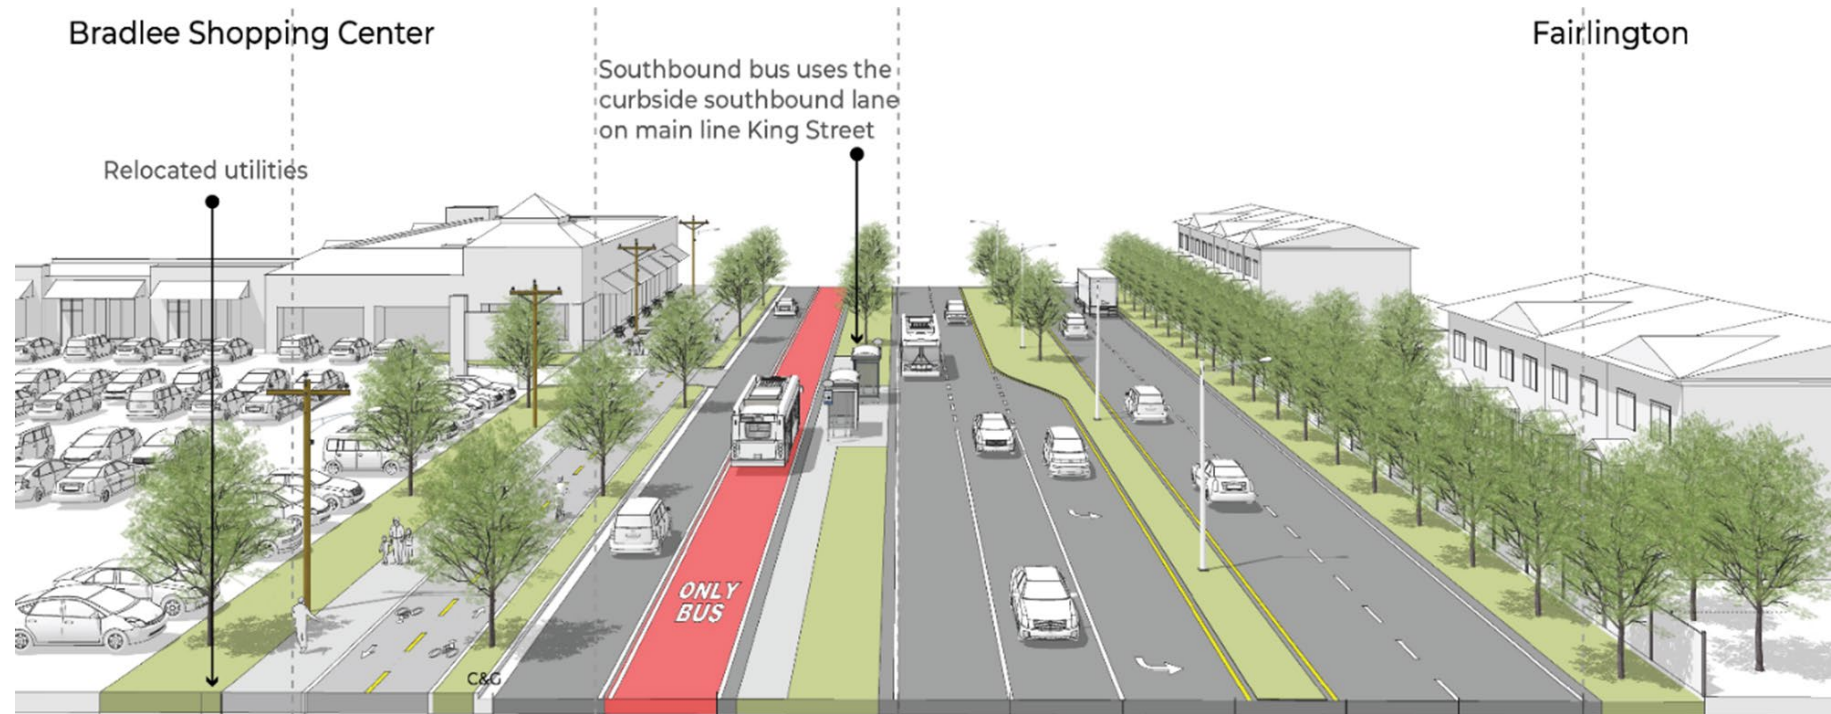 Bradlee Shopping Center
Fairlington
Southbound bus uses the
curbside southbound lane
on main line King Street
Relocated utilities
ONLY
BUS
C&G